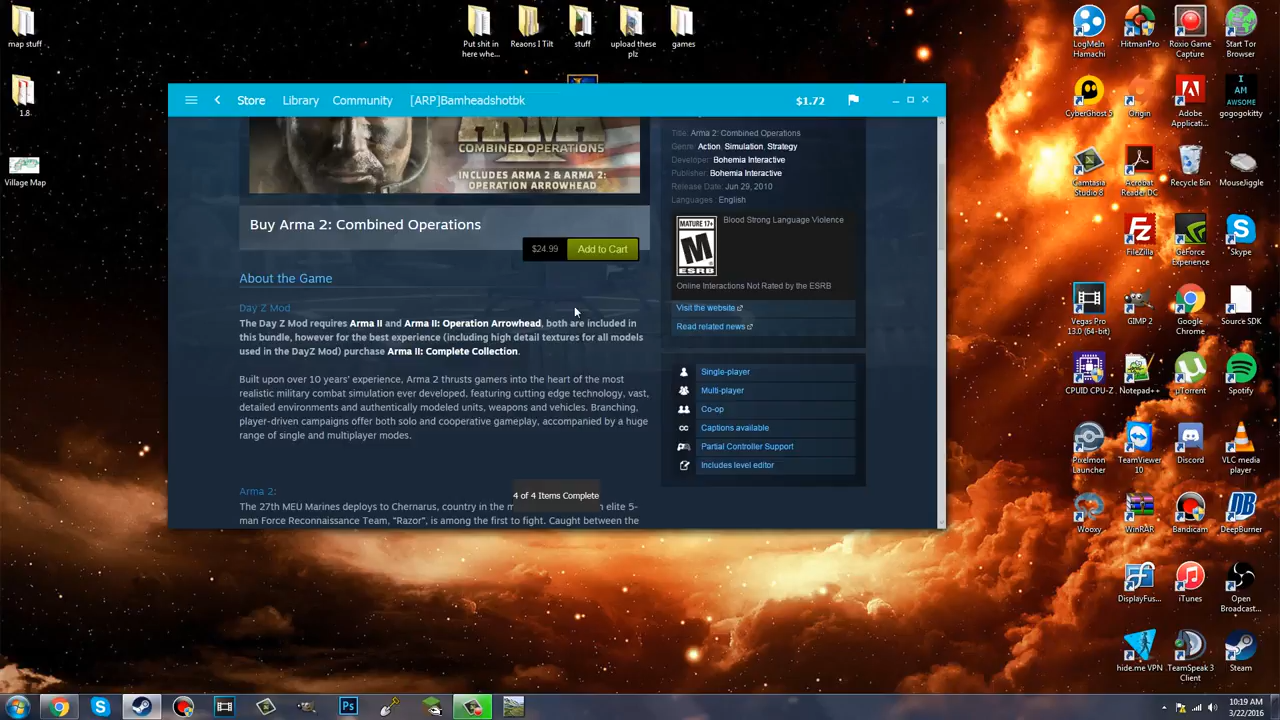 map stuff
1.8
Village Map
Put shit in
here whe...
Reaons I Tilt
stuff
upload these
plz
games
Store
Library
Community
[ARP]Bamheadshotbk
$1.72
COMBINED OPERATIONS
INCLUDES ARMA 2 & ARMA 2:
OPERATION ARROWHEAD
Buy Arma 2: Combined Operations
$24.99
Add to Cart
About the Game
Day Z Mod
The Day Z Mod requires Arma II and Arma II: Operation Arrowhead, both are included in
this bundle, however for the best experience (including high detail textures for all models
used in the DayZ Mod) purchase Arma II: Complete Collection.
Built upon over 10 years' experience, Arma 2 thrusts gamers into the heart of the most
realistic military combat simulation ever developed, featuring cutting edge technology, vast,
detailed environments and authentically modeled units, weapons and vehicles. Branching,
player-driven campaigns offer both solo and cooperative gameplay, accompanied by a huge
range of single and multiplayer modes.
Arma 2:
The 27th MEU Marines deploys to Chernarus, country in the m
n elite 5-
man Force Reconnaissance Team, "Razor", is among the first to fight. Caught between the
4 of 4 Items Complete
Title: Arma 2: Combined Operations
Genre: Action, Simulation, Strategy
Developer: Bohemia Interactive
Publisher: Bohemia Interactive
Release Date: Jun 29, 2010
Languages: English
MATURE 17+
M
ESRB
Blood Strong Language Violence
Online Interactions Not Rated by the ESRB
Visit the website
Read related news
Single-player
Multi-player
Co-op
CC
Captions available
Partial Controller Support
Includes level editor
LogMeIn
Hamachi
HitmanPro
Roxio Game
Capture
Start Tor
Browser
CyberGhost 5
Origin
Adobe
Applicati...
I
AM
AWSOME
gogogokitty
Camtasia
Studio 8
Acrobat
Reader DC
Recycle Bin
MouseJiggle
FileZilla
GeForce
Experience
Skype
Vegas Pro
13.0 (64-bit)
GIMP 2
Google
Chrome
Source SDK
CPUID CPU-Z
Notepad++
µTorrent
Spotify
Pixelmon
Launcher
TeamViewer
10
Discord
VLC media
player
Wooxy
WinRAR
Bandicam
DB
DeepBurner
DisplayFus...
iTunes
Open
Broadcast...
hide.me VPN
TeamSpeak 3
Client
Steam
Ps
10:19 AM
3/22/2016